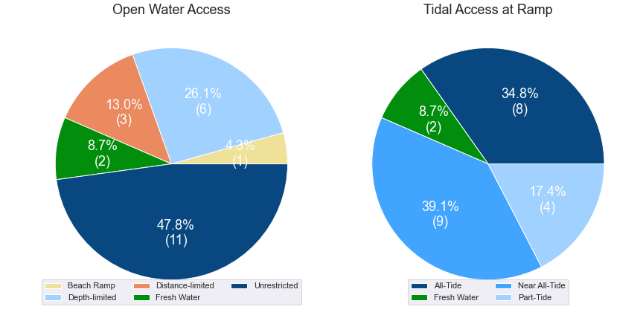 Open Water Access
26.1%
(6)
13.0%
(3)
4.3%
(1)
8.7%
(2)
47.8%
(11)
Beach Ramp
Distance-limited
Unrestricted
Depth-limited
Fresh Water
Tidal Access at Ramp
34.8%
(8)
8.7%
(2)
17.4%
(4)
39.1%
(9)
All-Tide
Near All-Tide
Fresh Water
Part-Tide